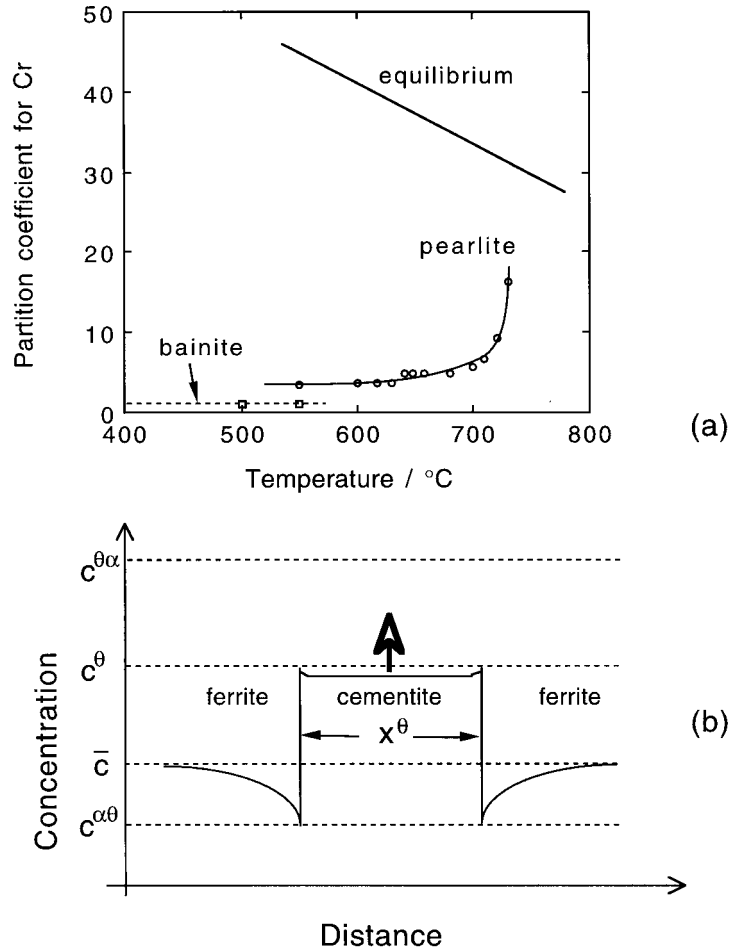 50
40
30
20
10
0
400
500
600
700
800
Partition coefficient for Cr
Temperature / °C
equilibrium
pearlite
bainite
(a)
c^θα
c^θ
c̄
c^αθ
ferrite
cementite
ferrite
x^θ
Concentration
Distance
(b)